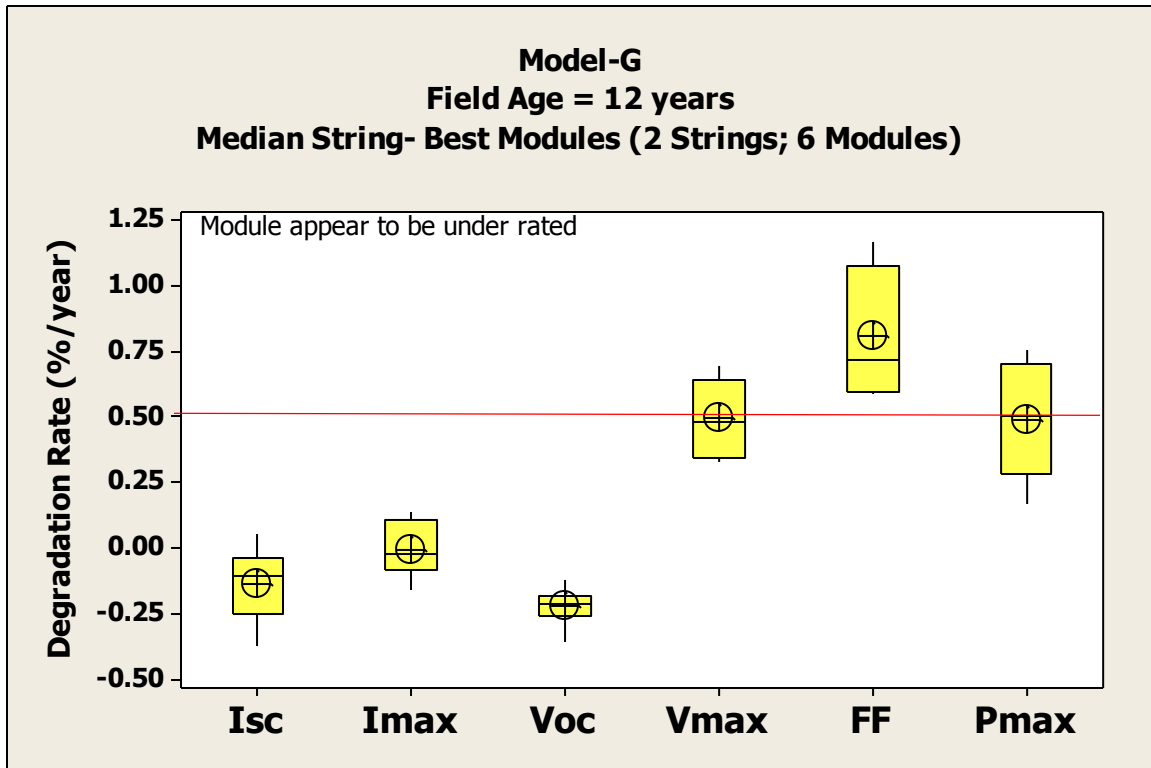 Model-G
Field Age = 12 years
Median String- Best Modules (2 Strings; 6 Modules)
Module appear to be under rated
Degradation Rate (%/year)
1.25
1.00
0.75
0.50
0.25
0.00
-0.25
-0.50
Isc Imax Voc Vmax FF Pmax